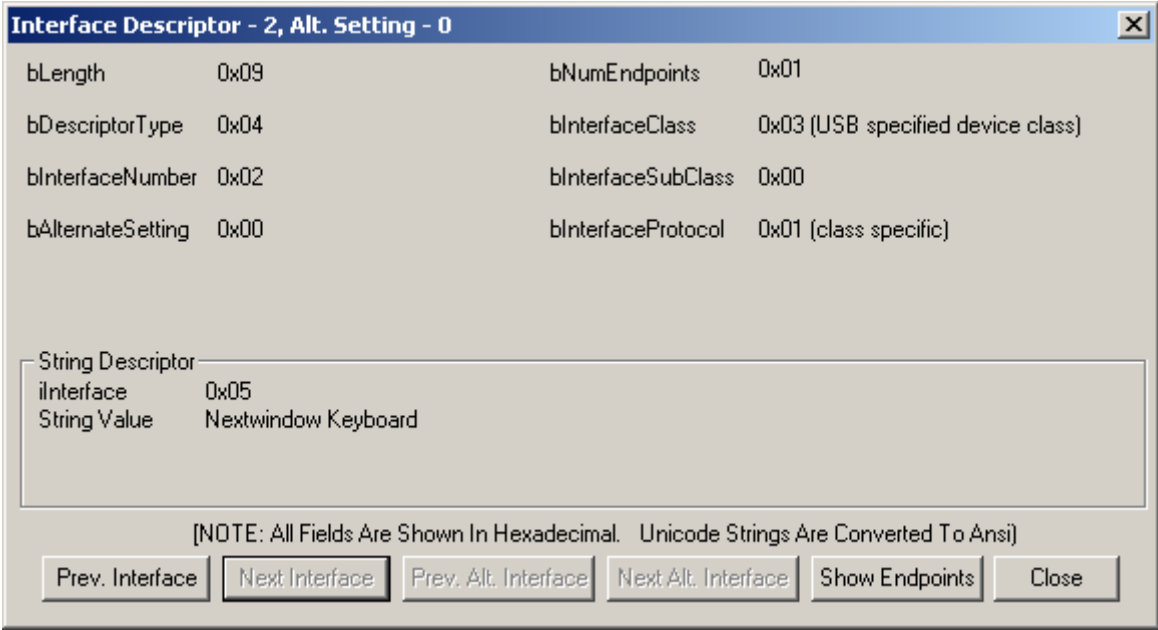 Interface Descriptor - 2, Alt. Setting - 0
bLength 0x09 bNumEndpoints 0x01
bDescriptorType 0x04 bInterfaceClass 0x03 (USB specified device class)
bInterfaceNumber 0x02 bInterfaceSubClass 0x00
bAlternateSetting 0x00 bInterfaceProtocol 0x01 (class specific)
String Descriptor
iInterface 0x05
String Value Nextwindow Keyboard
[NOTE: All Fields Are Shown In Hexadecimal. Unicode Strings Are Converted To Ansi)
Prev. Interface Next Interface Prev. Alt. Interface Next Alt. Interface Show Endpoints Close